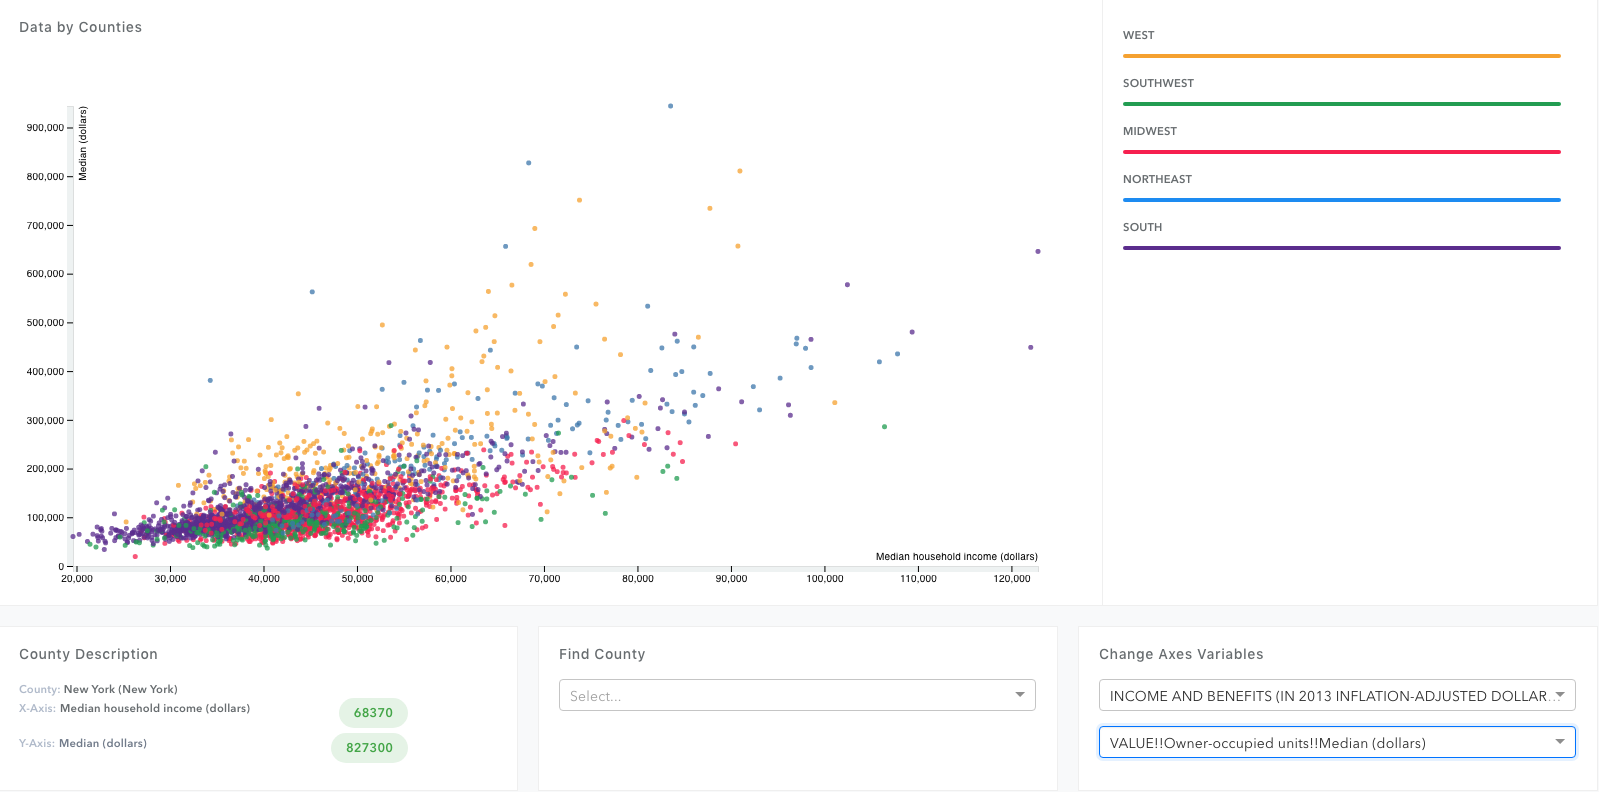 Data by Counties
Median (dollars)
900,000
800,000
700,000
600,000
500,000
400,000
300,000
200,000
100,000
0
Median household income (dollars)
20,000 30,000 40,000 50,000 60,000 70,000 80,000 90,000 100,000 110,000 120,000
WEST
SOUTHWEST
MIDWEST
NORTHEAST
SOUTH
County Description
County: New York (New York)
X-Axis: Median household income (dollars) 68370
Y-Axis: Median (dollars) 827300
Find County
Select...
Change Axes Variables
INCOME AND BENEFITS (IN 2013 INFLATION-ADJUSTED DOLLAR...
VALUE!!Owner-occupied units!!Median (dollars)